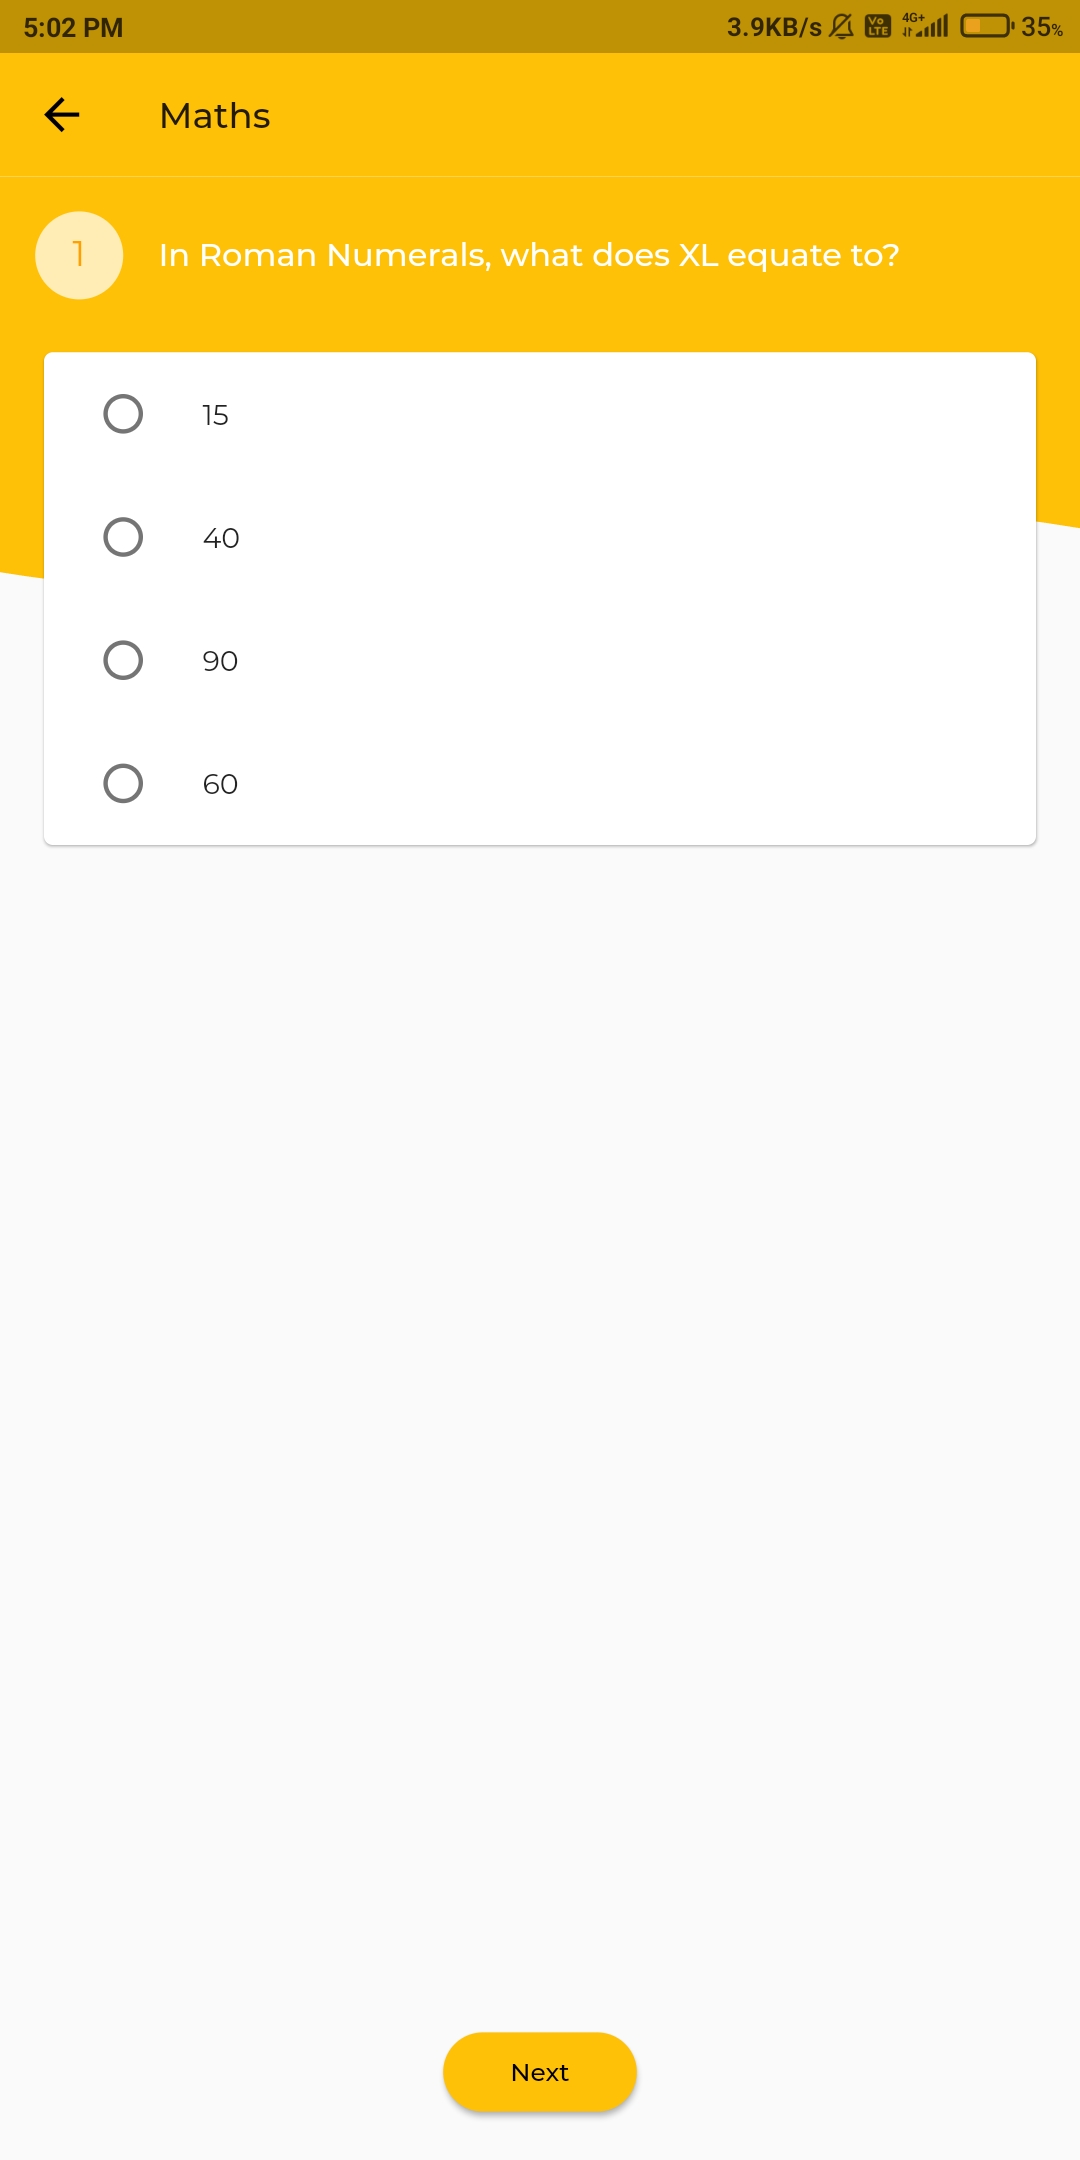 5:02 PM 3.9KB/s Vo LTE 4G+ 35%
Maths
1 In Roman Numerals, what does XL equate to?
15
40
90
60
Next